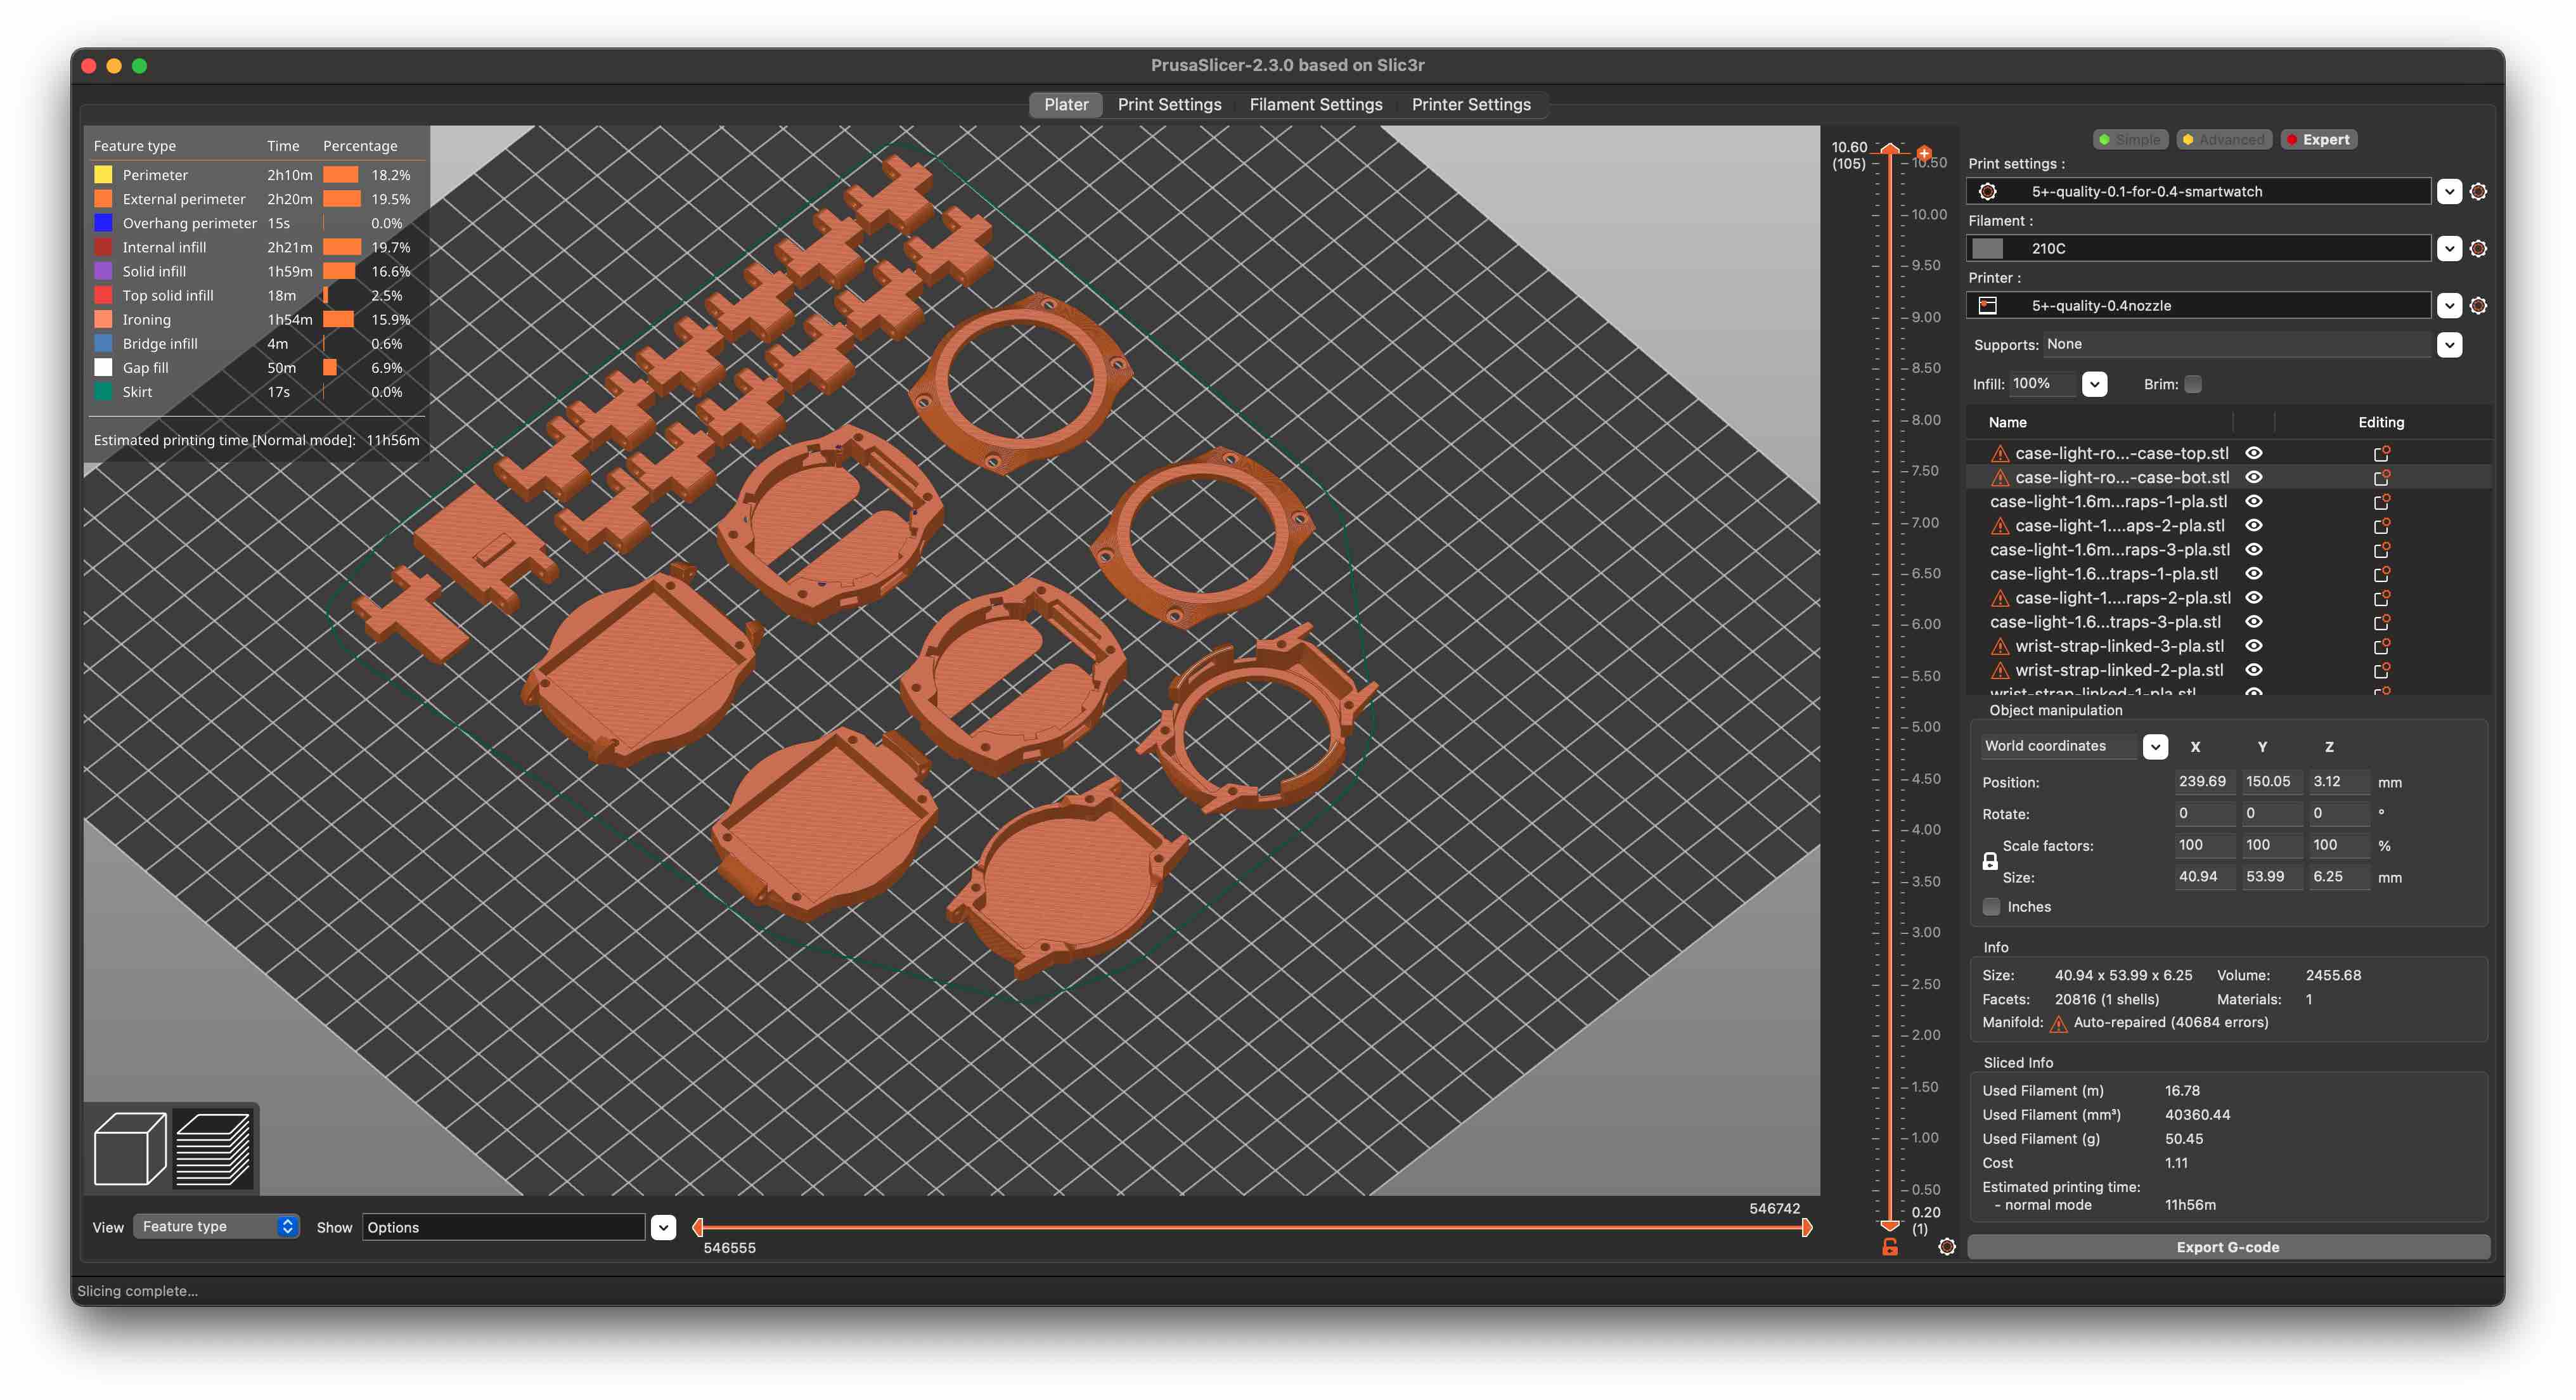 PrusaSlicer-2.3.0 based on Slic3r
Plater Print Settings Filament Settings Printer Settings
Feature type Time Percentage
Perimeter 2h10m 18.2%
External perimeter 2h20m 19.5%
Overhang perimeter 15s 0.0%
Internal infill 2h21m 19.7%
Solid infill 1h59m 16.6%
Top solid infill 18m 2.5%
Ironing 1h54m 15.9%
Bridge infill 4m 0.6%
Gap fill 50m 6.9%
Skirt 17s 0.0%
Estimated printing time [Normal mode]: 11h56m
10.60
(105)
10.50
10.00
9.50
9.00
8.50
8.00
7.50
7.00
6.50
6.00
5.50
5.00
4.50
4.00
3.50
3.00
2.50
2.00
1.50
1.00
0.50
0.20
(1)
Simple Advanced Expert
Print settings :
5+-quality-0.1-for-0.4-smartwatch
Filament :
210C
Printer :
5+-quality-0.4nozzle
Supports: None
Infill: 100% Brim:
Name Editing
case-light-ro...-case-top.stl
case-light-ro...-case-bot.stl
case-light-1.6m...raps-1-pla.stl
case-light-1....aps-2-pla.stl
case-light-1.6m...raps-3-pla.stl
case-light-1.6...traps-1-pla.stl
case-light-1....raps-2-pla.stl
case-light-1.6...traps-3-pla.stl
wrist-strap-linked-3-pla.stl
wrist-strap-linked-2-pla.stl
wrist-strap-linked-1-pla.stl
Object manipulation
World coordinates X Y Z
Position: 239.69 150.05 3.12 mm
Rotate: 0 0 0 °
Scale factors: 100 100 100 %
Size: 40.94 53.99 6.25 mm
Inches
Info
Size: 40.94 x 53.99 x 6.25 Volume: 2455.68
Facets: 20816 (1 shells) Materials: 1
Manifold: Auto-repaired (40684 errors)
Sliced Info
Used Filament (m) 16.78
Used Filament (mm³) 40360.44
Used Filament (g) 50.45
Cost 1.11
Estimated printing time:
- normal mode 11h56m
Export G-code
View Feature type Show Options
546742
546555
Slicing complete...